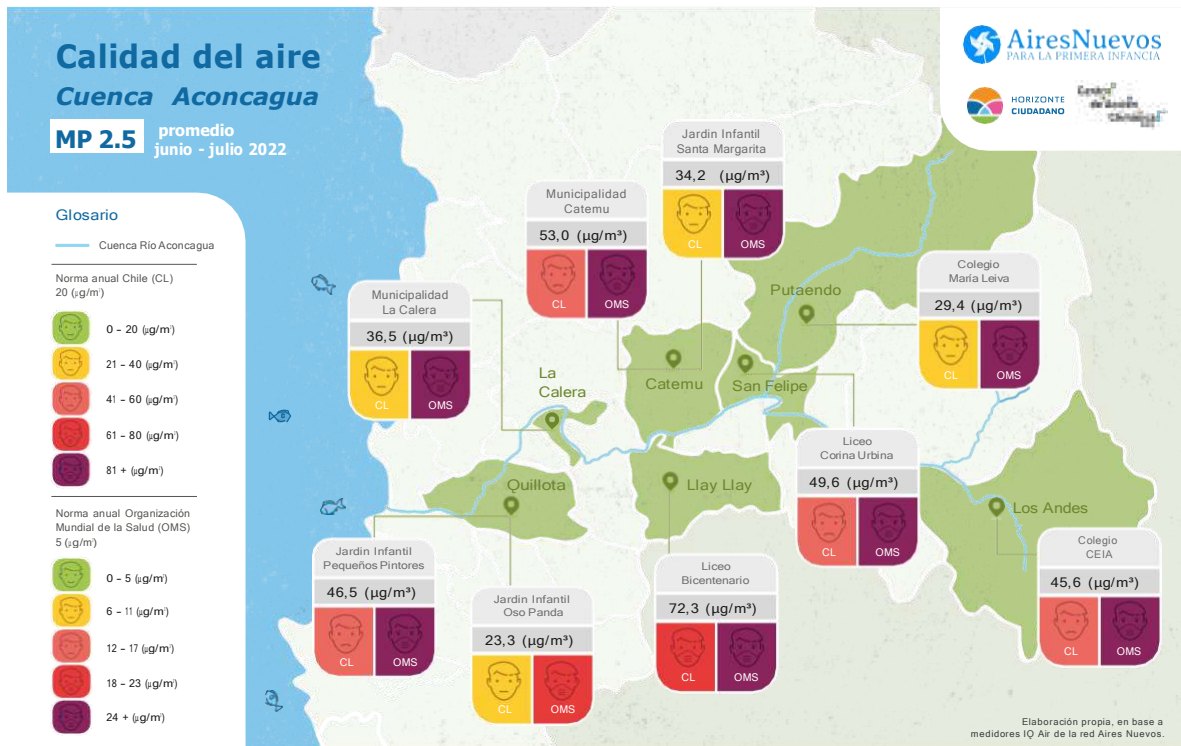 Calidad del aire
Cuenca Aconcagua
MP 2.5
promedio
junio - julio 2022
AiresNuevos
PARA LA PRIMERA INFANCIA
HORIZONTE
CIUDADANO
Centro
de Acción
Climática
Glosario
Cuenca Río Aconcagua
Norma anual Chile (CL)
20 (µg/m³)
0 – 20 (µg/m³)
21 – 40 (µg/m³)
41 – 60 (µg/m³)
61 – 80 (µg/m³)
81 + (µg/m³)
Norma anual Organización
Mundial de la Salud (OMS)
5 (µg/m³)
0 – 5 (µg/m³)
6 – 11 (µg/m³)
12 – 17 (µg/m³)
18 – 23 (µg/m³)
24 + (µg/m³)
Jardin Infantil
Santa Margarita
34,2 (µg/m³)
CL
OMS
Municipalidad
Catemu
53,0 (µg/m³)
CL
OMS
Municipalidad
La Calera
36,5 (µg/m³)
CL
OMS
Colegio
María Leiva
29,4 (µg/m³)
CL
OMS
Putaendo
La
Calera
Catemu
San Felipe
Quillota
Llay Llay
Los Andes
Liceo
Corina Urbina
49,6 (µg/m³)
CL
OMS
Jardin Infantil
Pequeños Pintores
46,5 (µg/m³)
CL
OMS
Jardin Infantil
Oso Panda
23,3 (µg/m³)
CL
OMS
Liceo
Bicentenario
72,3 (µg/m³)
CL
OMS
Colegio
CEIA
45,6 (µg/m³)
CL
OMS
Elaboración propia, en base a
medidores IQ Air de la red Aires Nuevos.